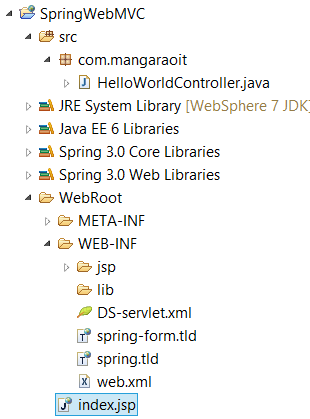 SpringWebMVC
src
com.mangaraoit
HelloWorldController.java
JRE System Library [WebSphere 7 JDK]
Java EE 6 Libraries
Spring 3.0 Core Libraries
Spring 3.0 Web Libraries
WebRoot
META-INF
WEB-INF
jsp
lib
DS-servlet.xml
spring-form.tld
spring.tld
web.xml
index.jsp